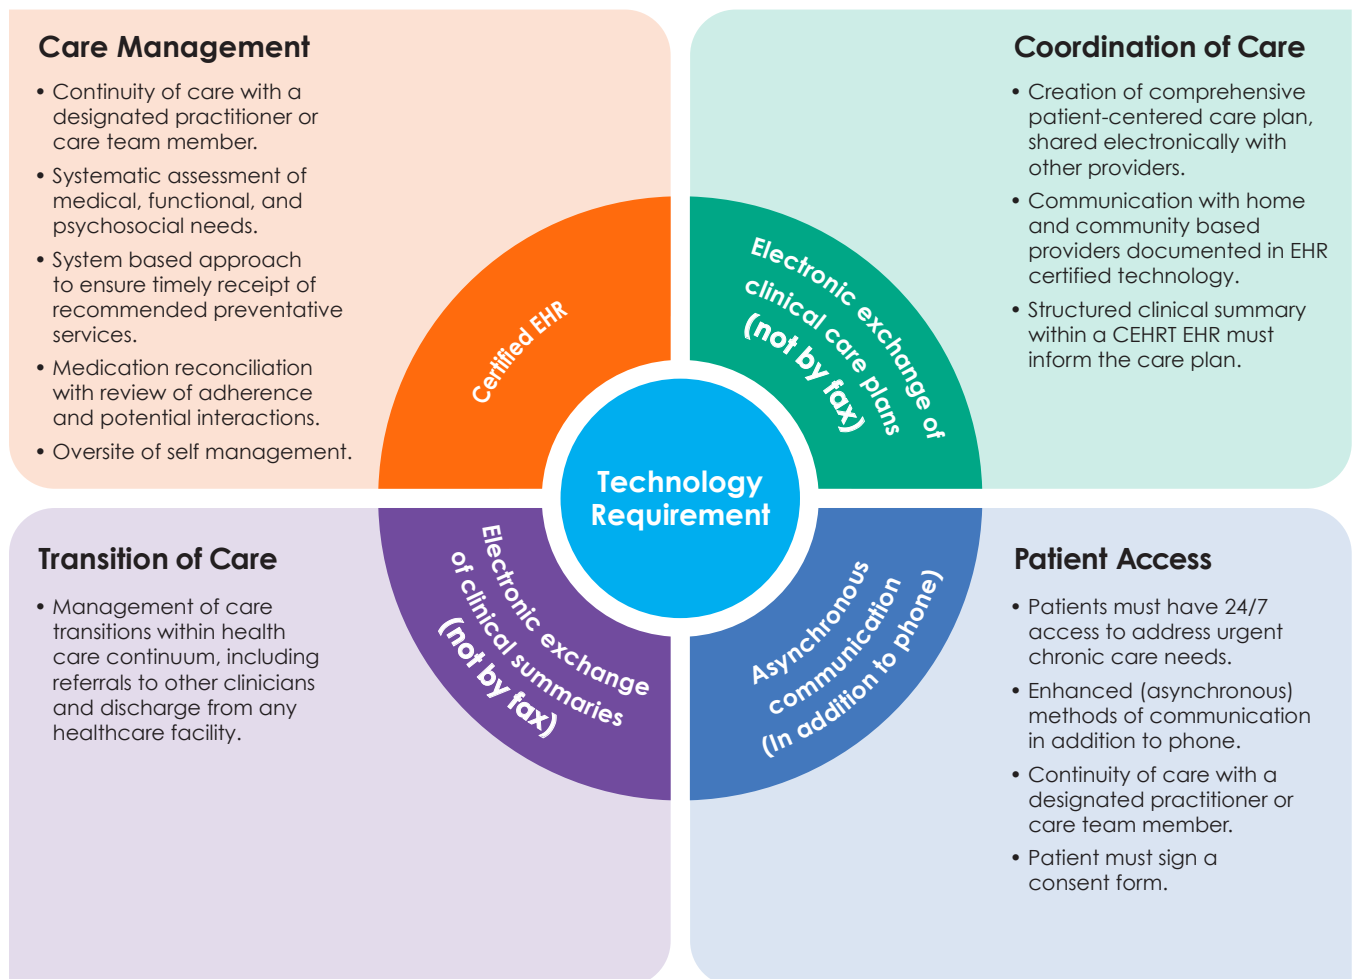 Care Management
• Continuity of care with a
designated practitioner or
care team member.
• Systematic assessment of
medical, functional, and
psychosocial needs.
• System based approach
to ensure timely receipt of
recommended preventative
services.
• Medication reconciliation
with review of adherence
and potential interactions.
• Oversite of self management.
Certified EHR
Coordination of Care
• Creation of comprehensive
patient-centered care plan,
shared electronically with
other providers.
• Communication with home
and community based
providers documented in EHR
certified technology.
• Structured clinical summary
within a CEHRT EHR must
inform the care plan.
Electronic exchange of
clinical care plans
(not by fax)
Technology
Requirement
Transition of Care
• Management of care
transitions within health
care continuum, including
referrals to other clinicians
and discharge from any
healthcare facility.
Electronic exchange
of clinical summaries
(not by fax)
Patient Access
• Patients must have 24/7
access to address urgent
chronic care needs.
• Enhanced (asynchronous)
methods of communication
in addition to phone.
• Continuity of care with a
designated practitioner or
care team member.
• Patient must sign a
consent form.
Asynchronous
communication
(In addition to phone)